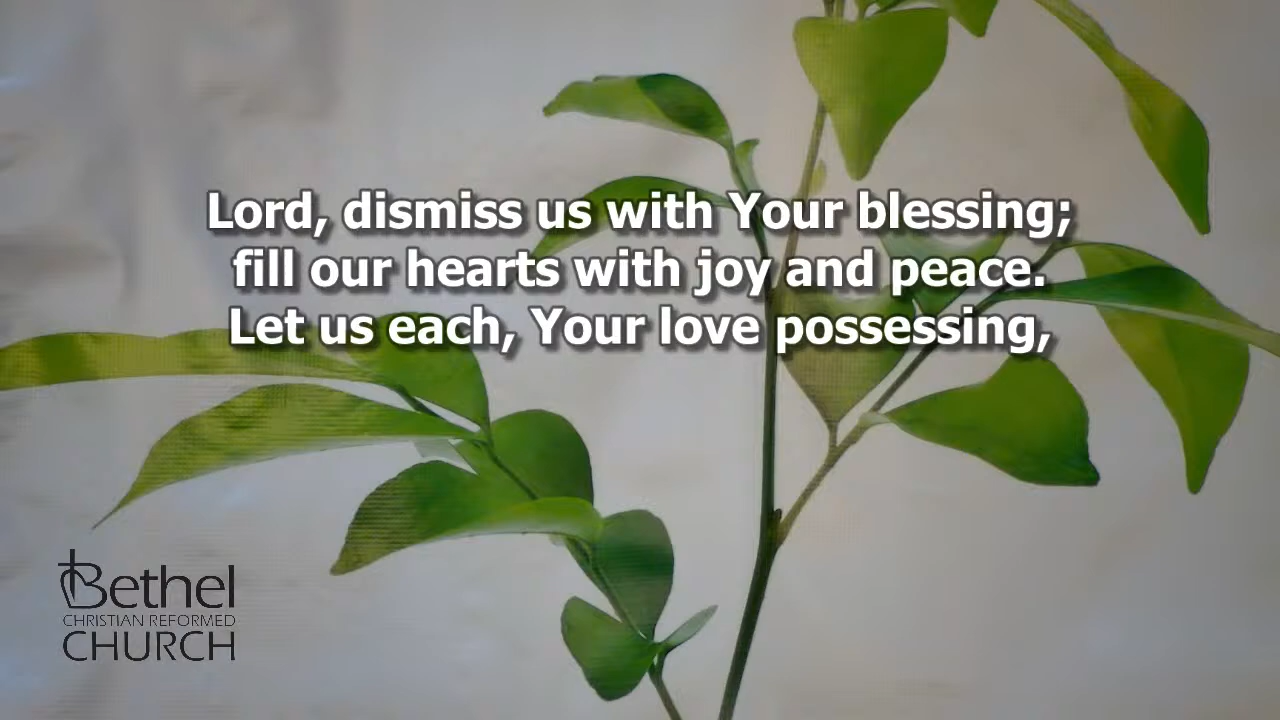 Lord, dismiss us with Your blessing;
fill our hearts with joy and peace.
Let us each, Your love possessing,
Bethel
CHRISTIAN REFORMED
CHURCH